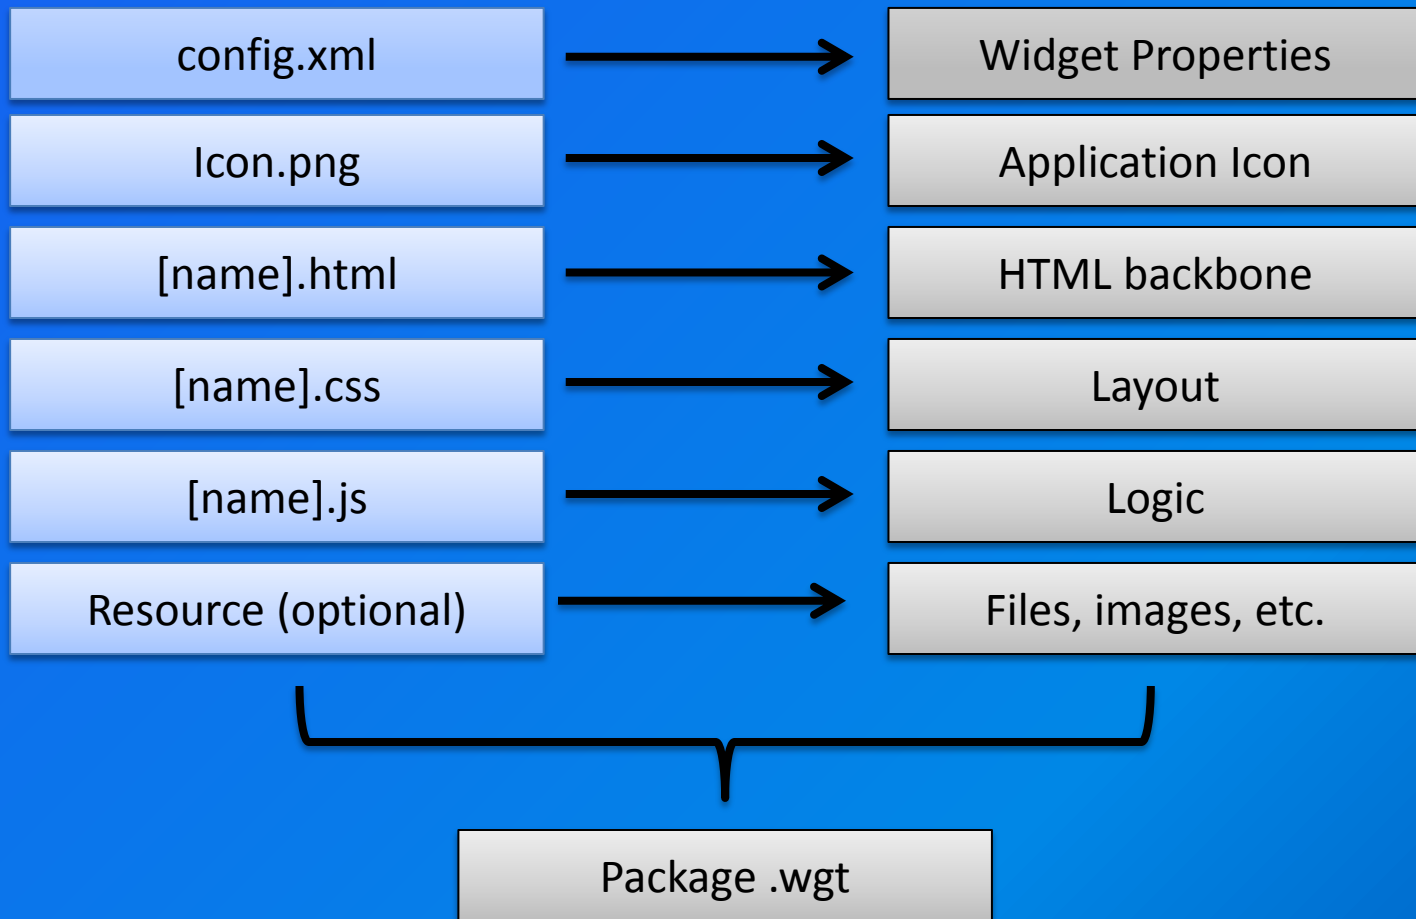 config.xml
Widget Properties
Icon.png
Application Icon
[name].html
HTML backbone
[name].css
Layout
[name].js
Logic
Resource (optional)
Files, images, etc.
Package .wgt